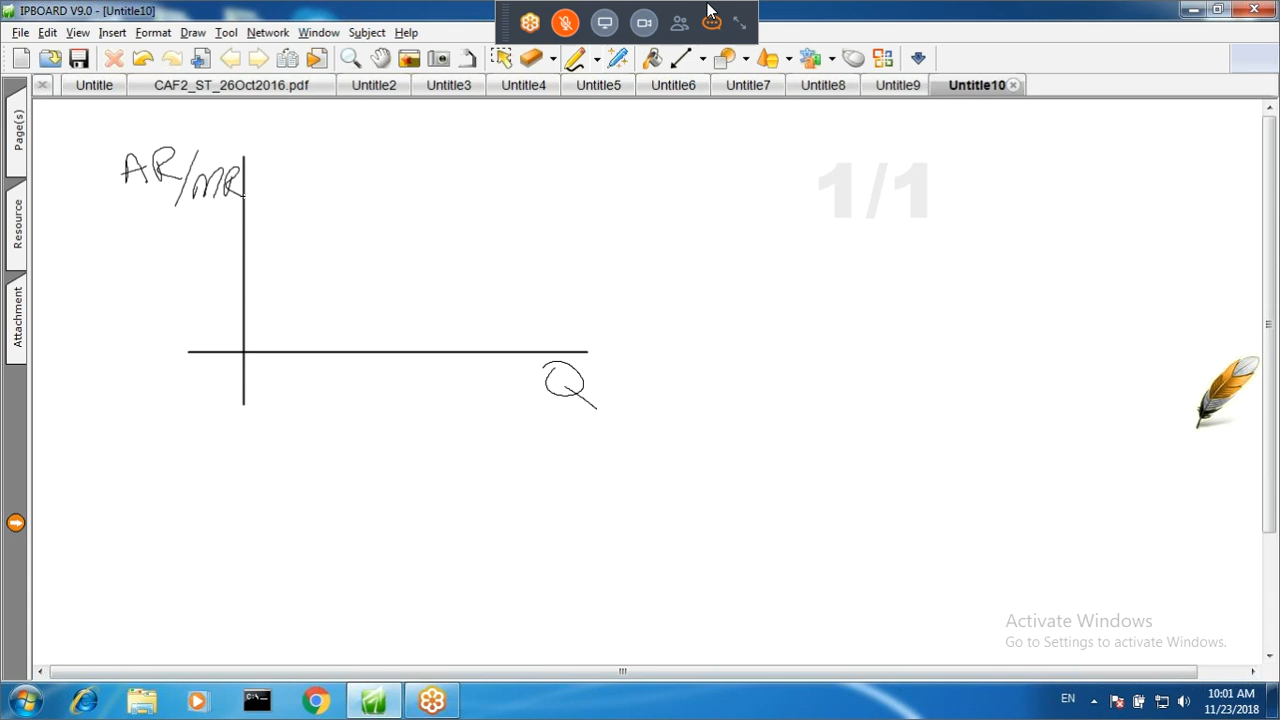 IPBOARD V9.0 - [Untitle10]
File Edit View Insert Format Draw Tool Network Window Subject Help
Untitle CAF2_ST_26Oct2016.pdf Untitle2 Untitle3 Untitle4 Untitle5 Untitle6 Untitle7 Untitle8 Untitle9 Untitle10
Page(s)
Resource
Attachment
AR/MR
1/1
Q
Activate Windows
Go to Settings to activate Windows.
EN
10:01 AM
11/23/2018